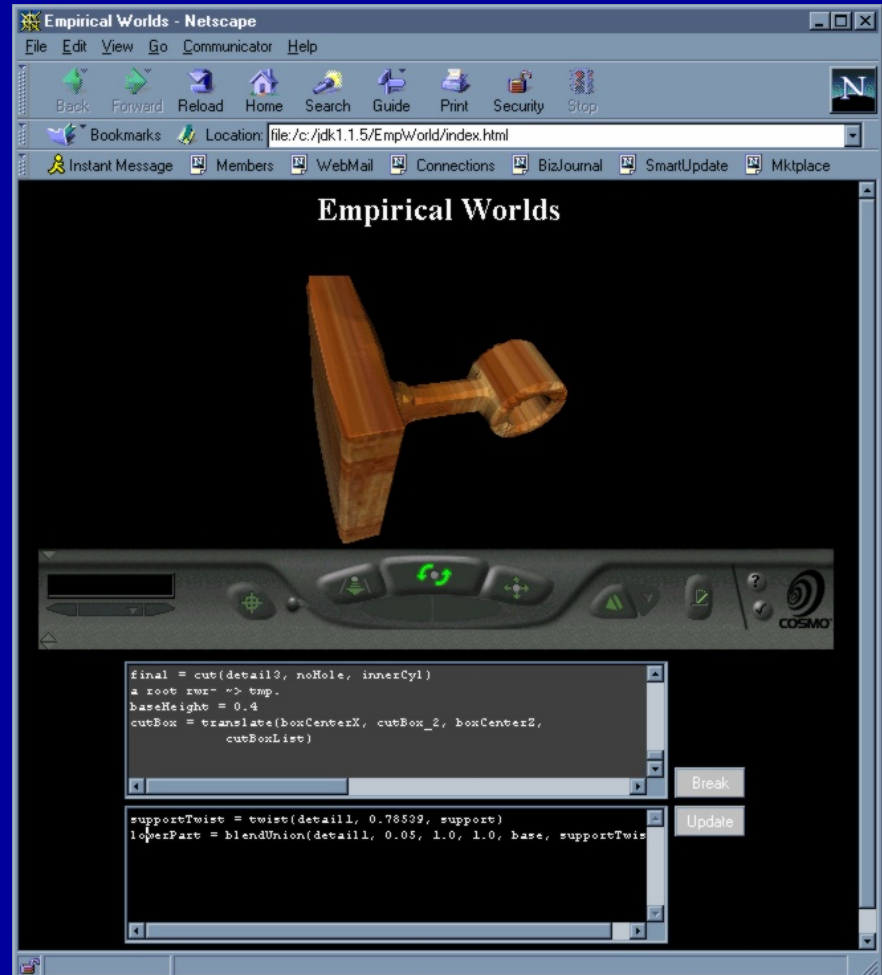 Empirical Worlds - Netscape
File Edit View Go Communicator Help
Back Forward Reload Home Search Guide Print Security Stop
N
Bookmarks Location: file:/c:/jdk1.1.5/EmpWorld/index.html
Instant Message Members WebMail Connections BizJournal SmartUpdate Mktplace
Empirical Worlds
?
COSMO
final = cut(detail3, noHole, innerCyl)
a root rwr- ~> tmp.
baseHeight = 0.4
cutBox = translate(boxCenterX, cutBox_2, boxCenterZ,
cutBoxList)
Break
supportTwist = twist(detail1, 0.78539, support)
Update
lowerPart = blendUnion(detail1, 0.05, 1.0, 1.0, base, supportTwis